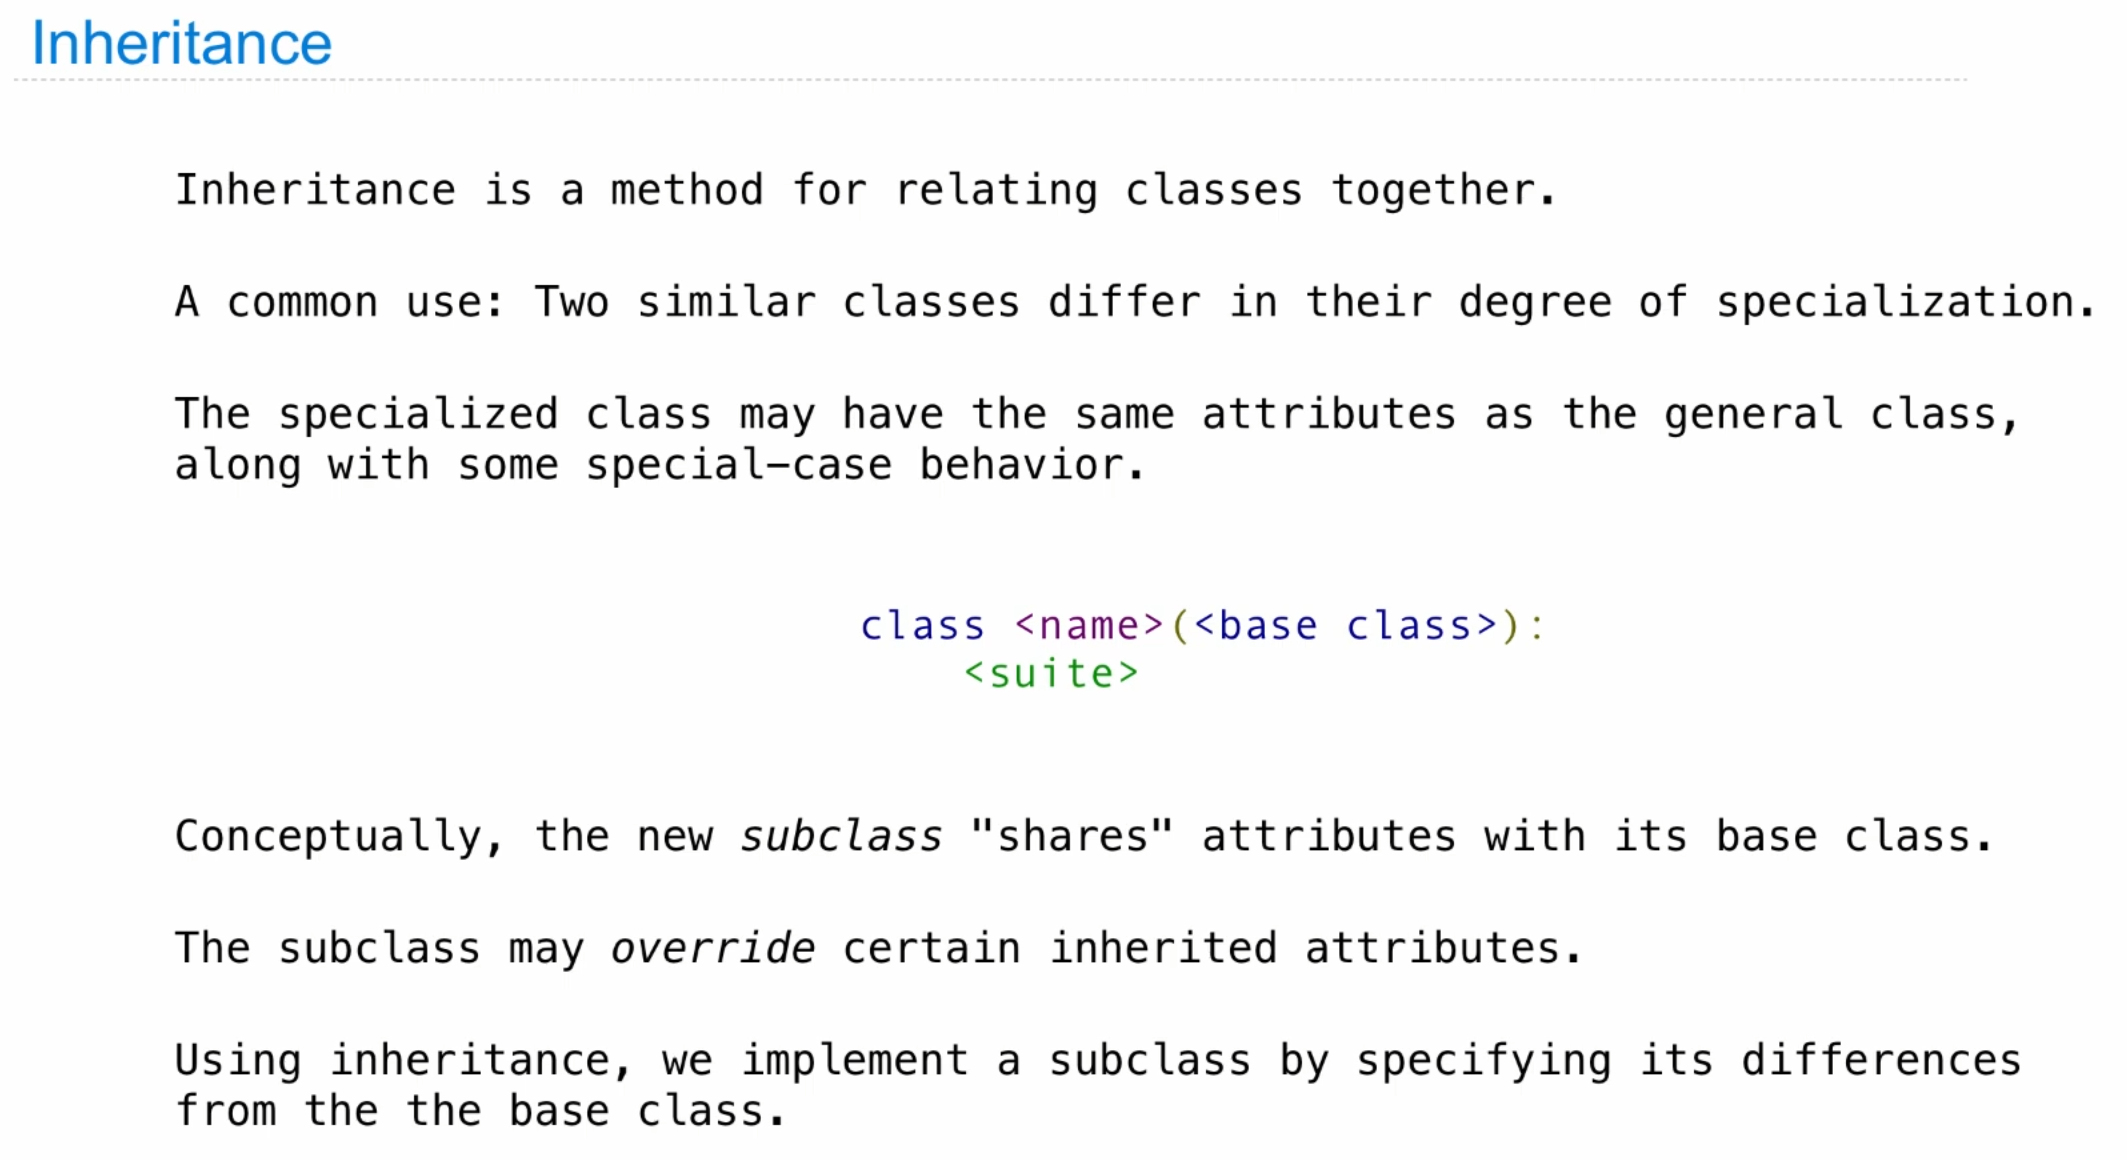 Inheritance
Inheritance is a method for relating classes together.
A common use: Two similar classes differ in their degree of specialization.
The specialized class may have the same attributes as the general class,
along with some special–case behavior.
class <name>(<base class>):
<suite>
Conceptually, the new subclass "shares" attributes with its base class.
The subclass may override certain inherited attributes.
Using inheritance, we implement a subclass by specifying its differences
from the the base class.